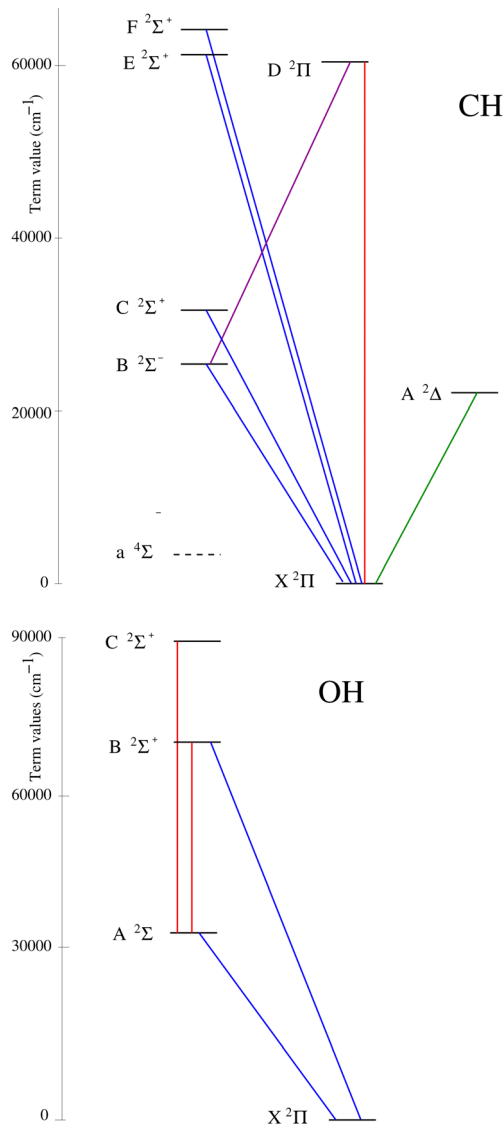 F ²Σ⁺
E ²Σ⁺
60000
D ²Π
CH
Term value (cm⁻¹)
40000
C ²Σ⁺
B ²Σ⁻
A ²Δ
20000
a ⁴Σ⁻
X ²Π
0
90000
C ²Σ⁺
OH
Term values (cm⁻¹)
B ²Σ⁺
60000
A ²Σ
30000
X ²Π
0